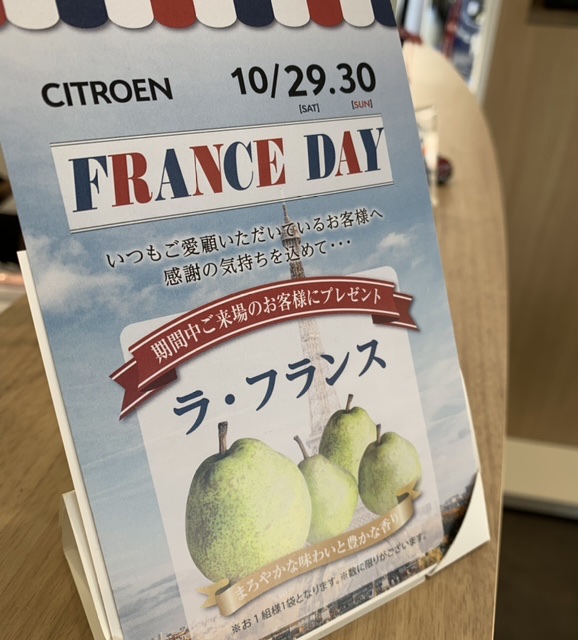 CITROEN
10/29.30
[SAT] [SUN]
FRANCE DAY
いつもご愛顧いただいているお客様へ
感謝の気持ちを込めて・・・
期間中ご来場のお客様にプレゼント
ラ・フランス
まろやかな味わいと豊かな香り
※お1組様1袋となります。※数に限りがございます。